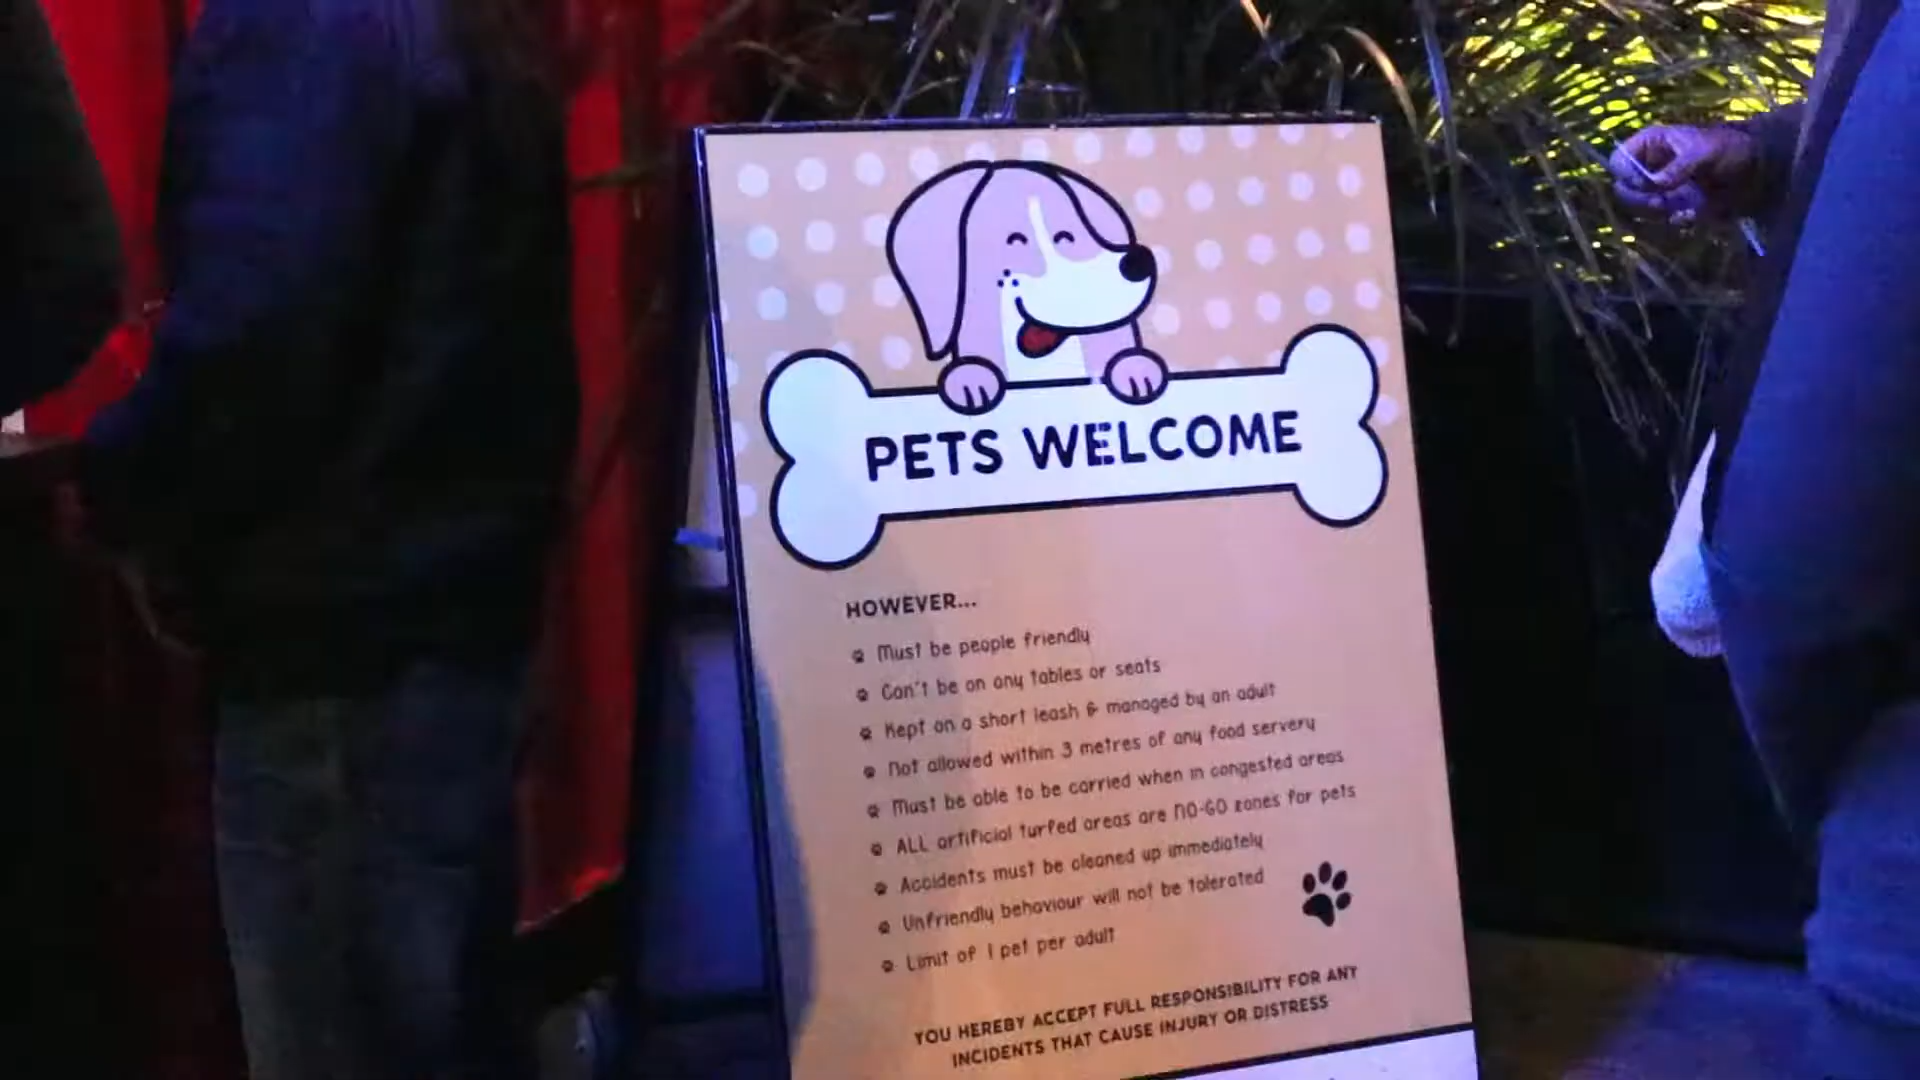 PETS WELCOME
HOWEVER...
Must be people friendly
Can't be on any tables or seats
Kept on a short leash & managed by an adult
Not allowed within 3 metres of any food servery
Must be able to be carried when in congested areas
ALL artificial turfed areas are NO-GO zones for pets
Accidents must be cleaned up immediately
Unfriendly behaviour will not be tolerated
Limit of 1 pet per adult
YOU HEREBY ACCEPT FULL RESPONSIBILITY FOR ANY
INCIDENTS THAT CAUSE INJURY OR DISTRESS